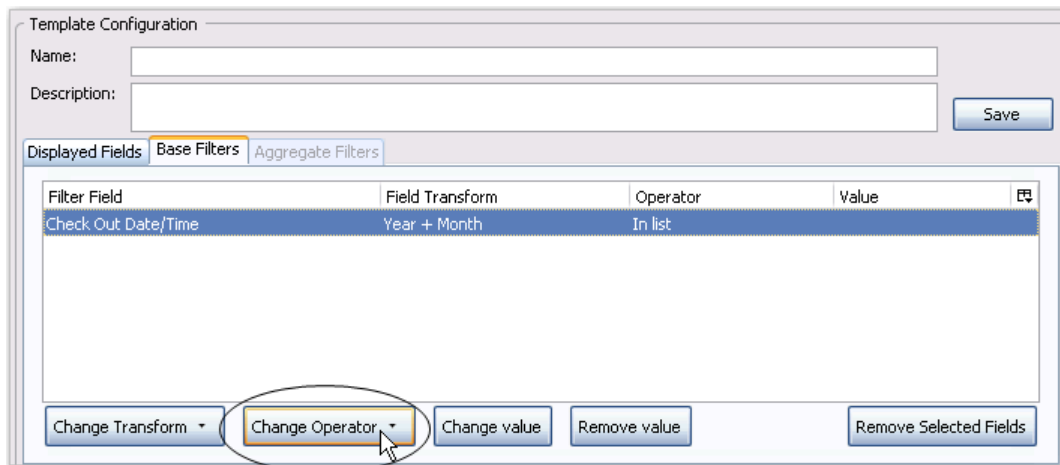 Template Configuration
Name:
Description:
Save
Displayed Fields Base Filters Aggregate Filters
Filter Field Field Transform Operator Value
Check Out Date/Time Year + Month In list
Change Transform Change Operator Change value Remove value Remove Selected Fields